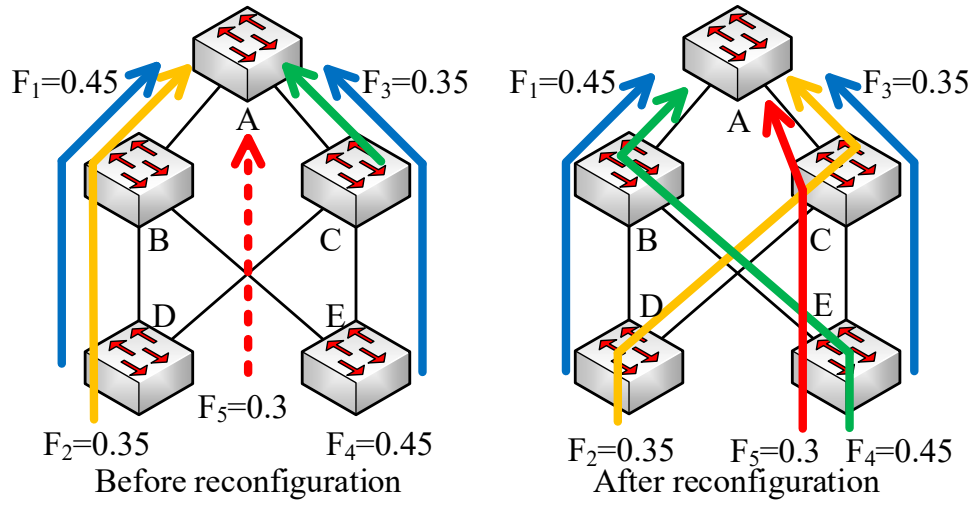 F₁=0.45
F₃=0.35
A
B
C
D
E
F₅=0.3
F₂=0.35
F₄=0.45
Before reconfiguration
F₁=0.45
F₃=0.35
A
B
C
D
E
F₂=0.35
F₅=0.3
F₄=0.45
After reconfiguration